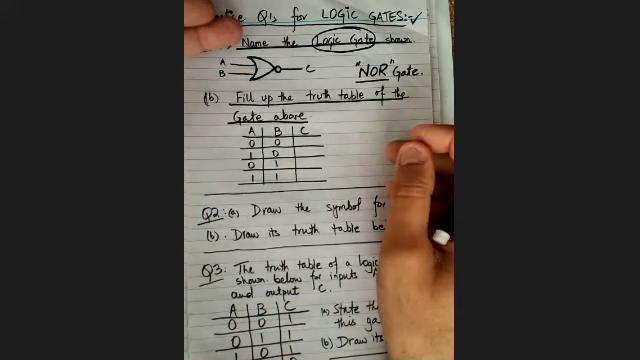 Q's for LOGIC GATES:
Name the Logic Gate shown
A
B
C
"NOR" Gate.
(b) Fill up the truth table of the
Gate above
A B C
0 0
1 0
0 1
1 1
Q2: (a) Draw the symbol for
(b). Draw its truth table
Q3: The truth table of a logic
shown below for inputs
and output C.
A B C
0 0 1
0 1 1
1 0 1
(a) State
this
(b) Draw its